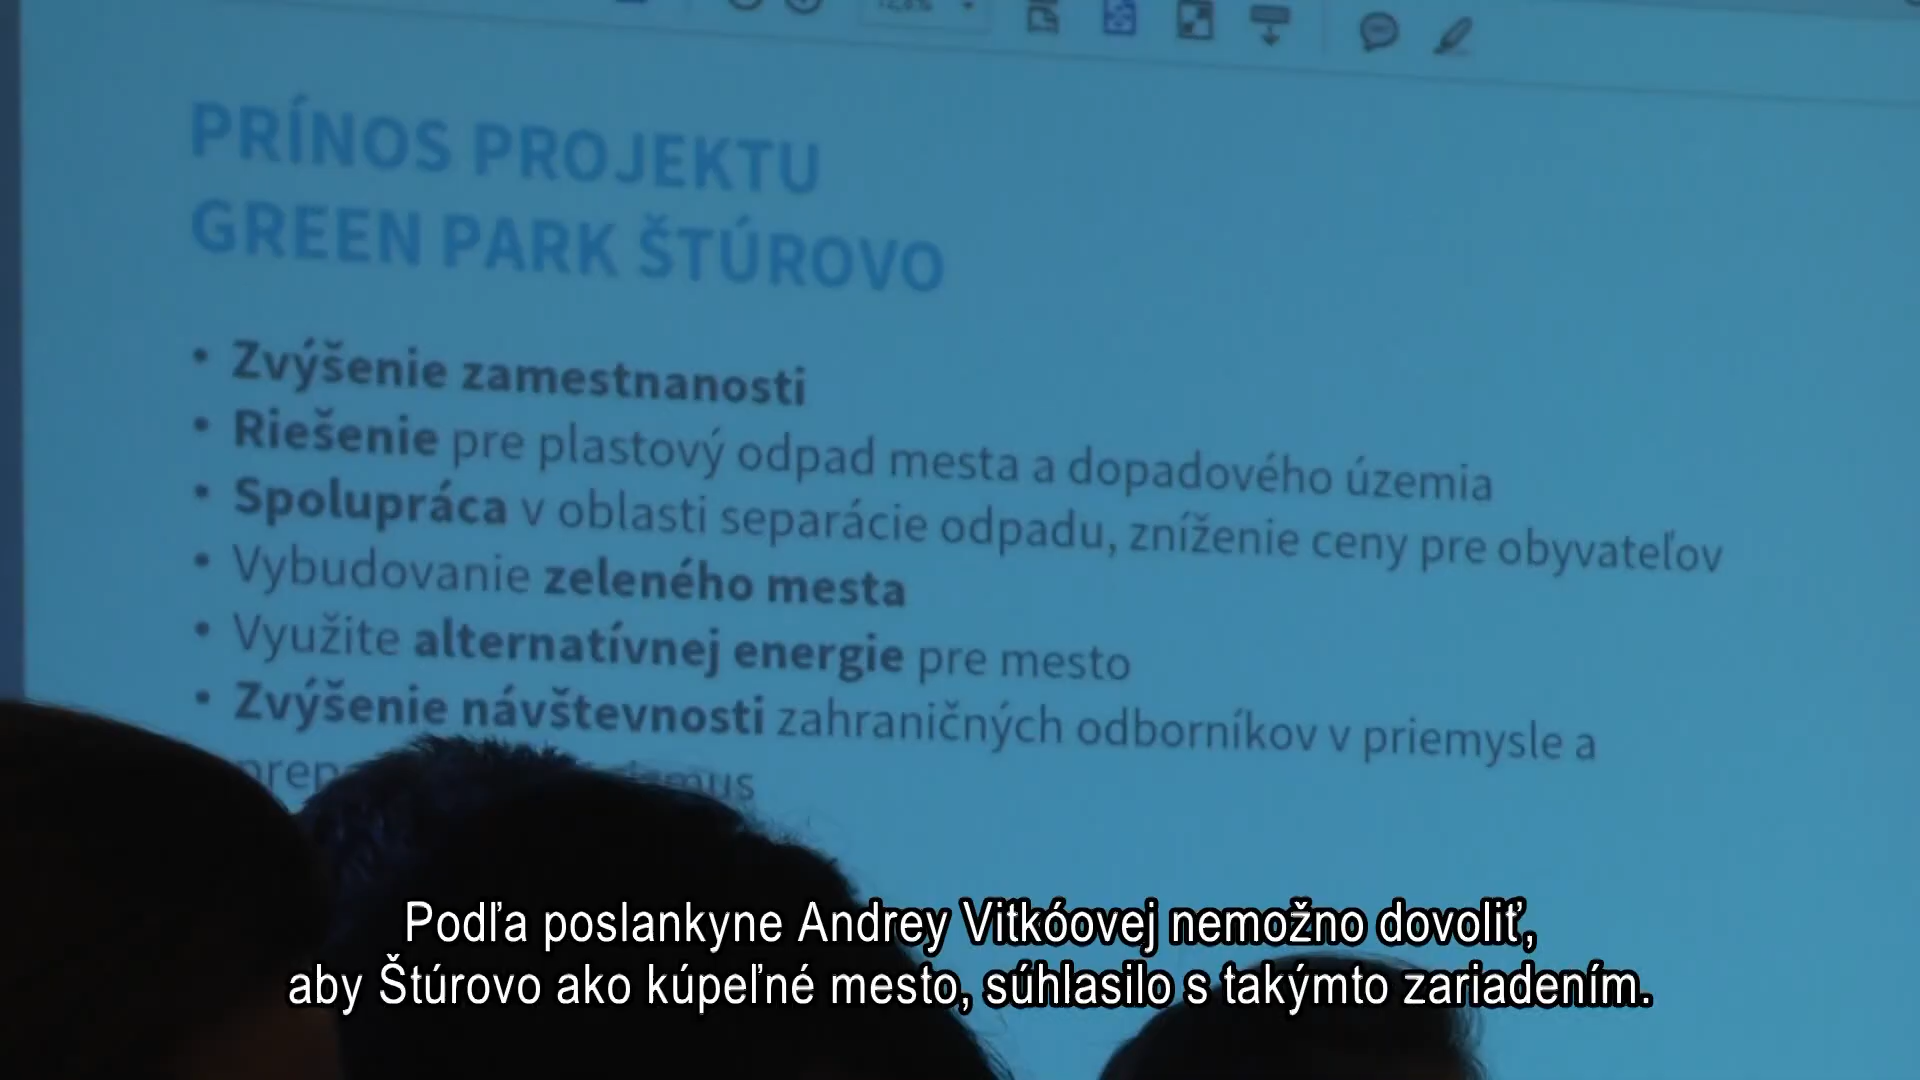 PRÍNOS PROJEKTU
GREEN PARK ŠTÚROVO
• Zvýšenie zamestnanosti
• Riešenie pre plastový odpad mesta a dopadového územia
• Spolupráca v oblasti separácie odpadu, zníženie ceny pre obyvateľov
• Vybudovanie zeleného mesta
• Využite alternatívnej energie pre mesto
• Zvýšenie návštevnosti zahraničných odborníkov v priemysle a
Podľa poslankyne Andrey Vitkóovej nemožno dovoliť,
aby Štúrovo ako kúpeľné mesto, súhlasilo s takýmto zariadením.